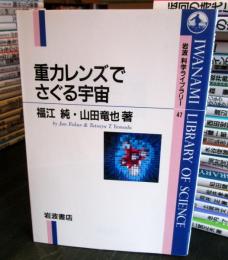 重力レンズで
さぐる宇宙
福江 純・山田竜也著
by Jun Fukue & Tatsuya T Yamada
岩波書店
岩波 科学ライブラリー 47
IWANAMI LIBRARY OF SCIENCE